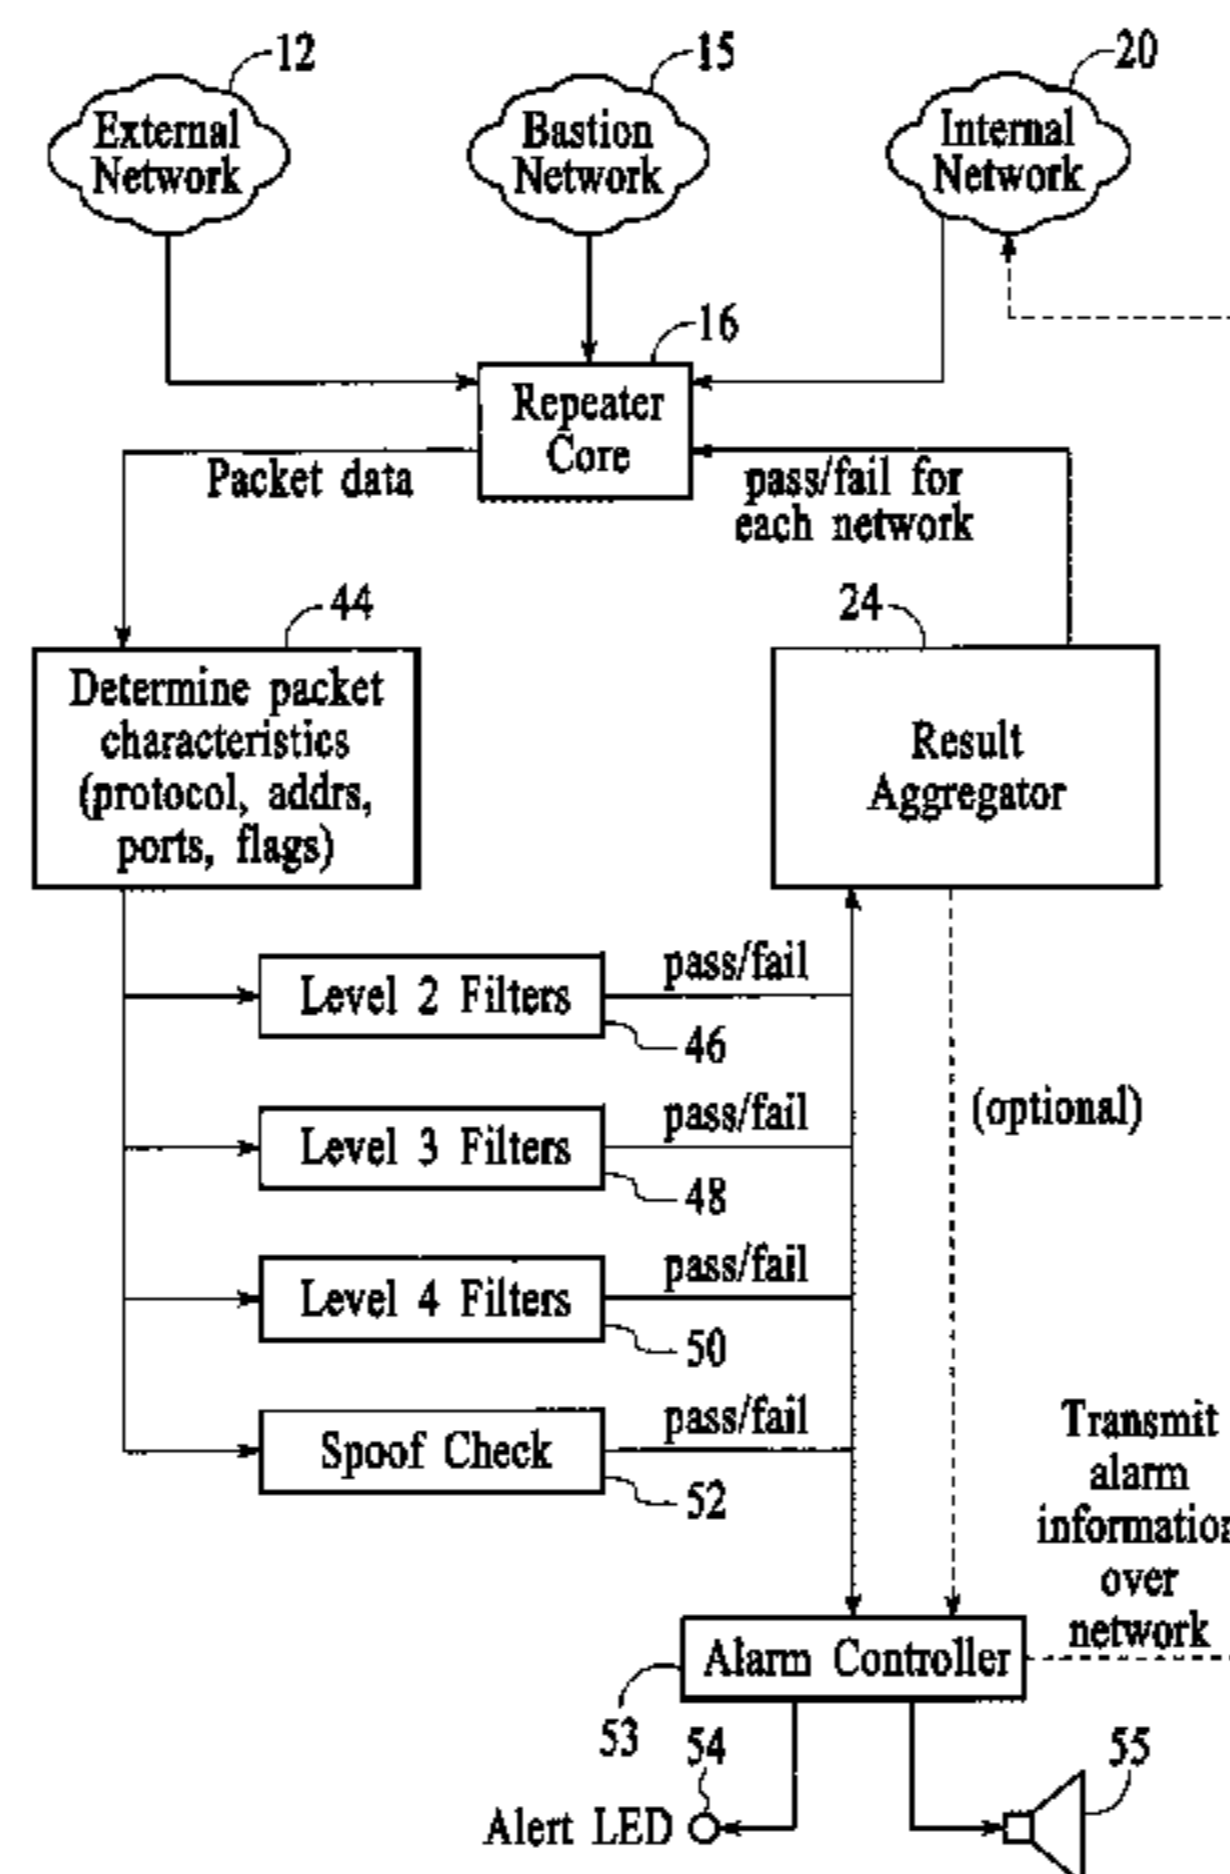 12
15
20
External
Network
Bastion
Network
Internal
Network
16
Repeater
Core
Packet data
pass/fail for
each network
44
24
Determine packet
characteristics
(protocol, addrs,
ports, flags)
Result
Aggregator
Level 2 Filters
pass/fail
46
Level 3 Filters
pass/fail
48
(optional)
Level 4 Filters
pass/fail
50
Spoof Check
pass/fail
52
Transmit
alarm
information
over
network
Alarm Controller
53
54
55
Alert LED